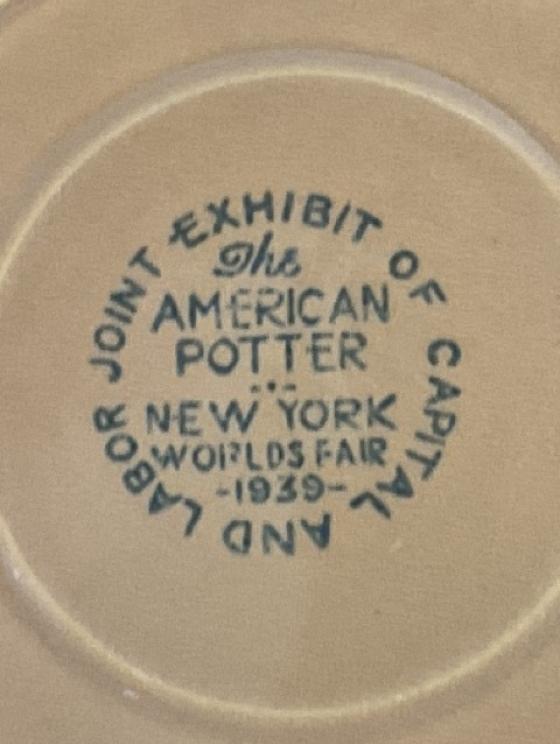 JOINT EXHIBIT OF CAPITAL AND LABOR
The
AMERICAN
POTTER
NEW YORK
WORLDS FAIR
-1939-